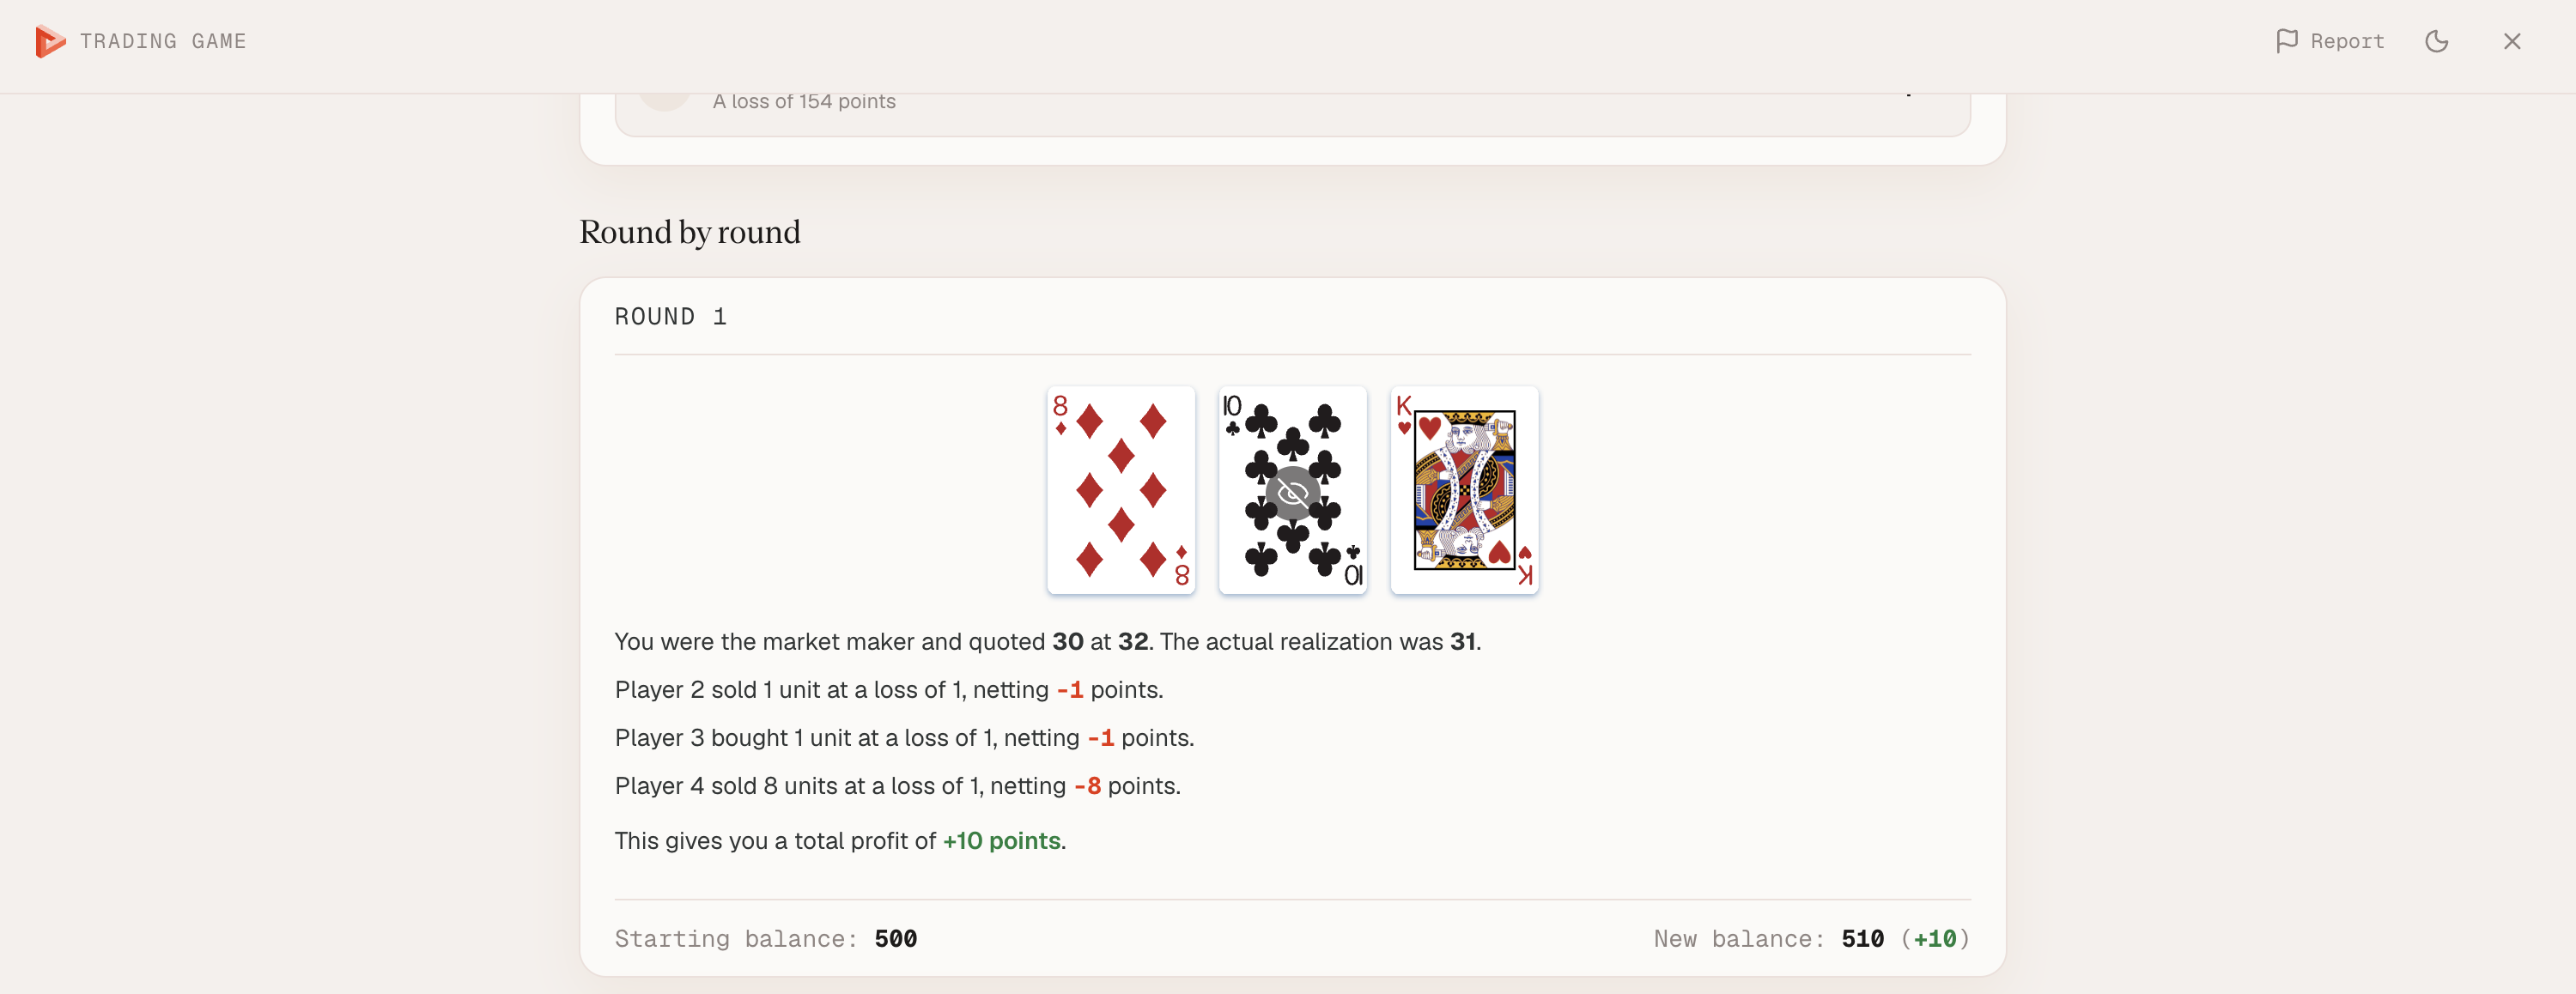 TRADING GAME
Report
A loss of 154 points
Round by round
ROUND 1
8
8
10
10
K
K
You were the market maker and quoted 30 at 32. The actual realization was 31.
Player 2 sold 1 unit at a loss of 1, netting -1 points.
Player 3 bought 1 unit at a loss of 1, netting -1 points.
Player 4 sold 8 units at a loss of 1, netting -8 points.
This gives you a total profit of +10 points.
Starting balance: 500
New balance: 510 (+10)